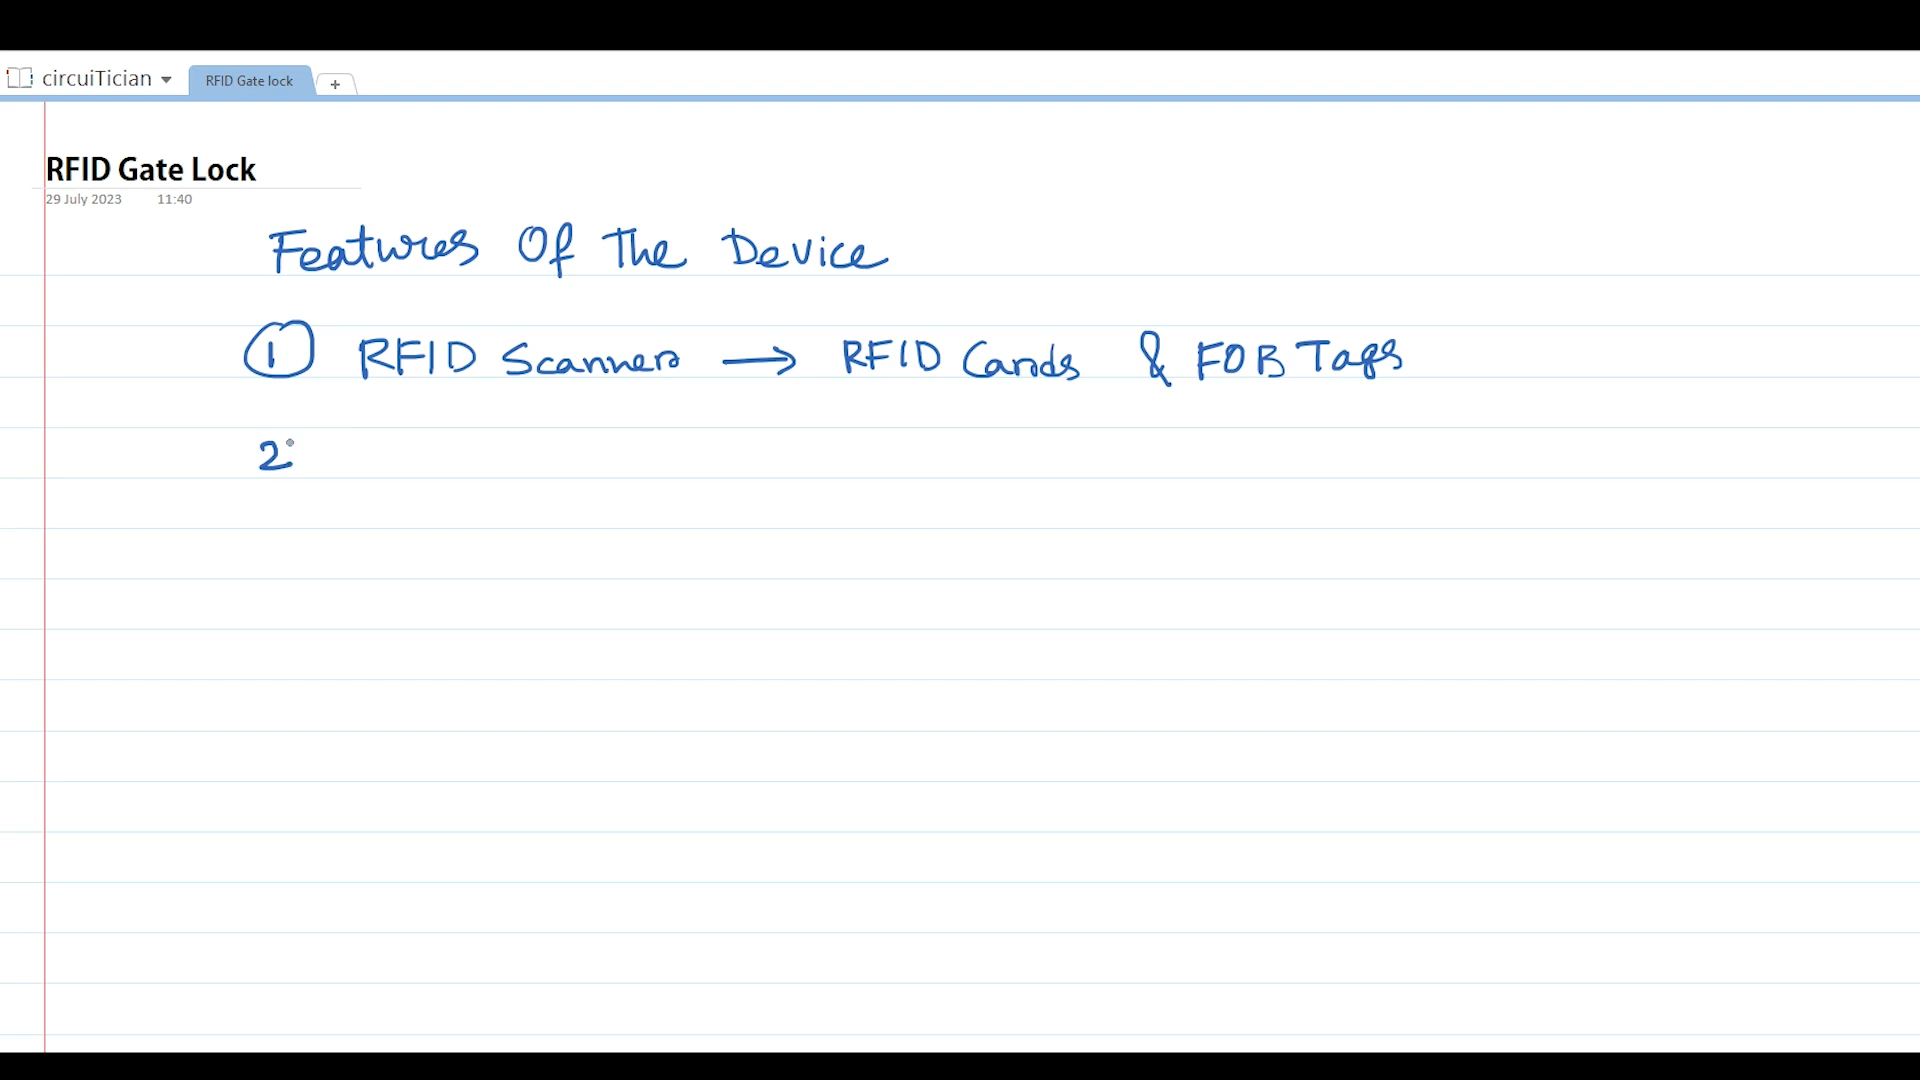 circuiTician RFID Gate lock +
RFID Gate Lock
29 July 2023 11:40
Features Of The Device
1 RFID Scanner → RFID Cards & FOB Tags
2